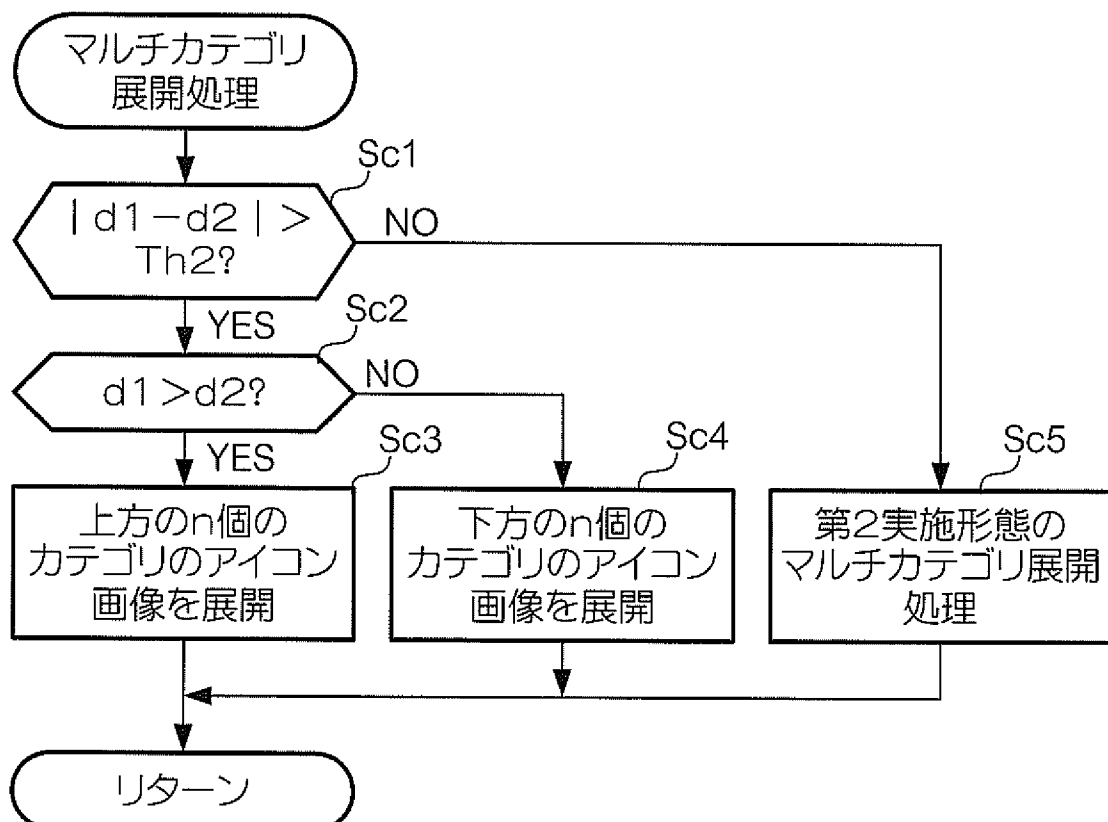 マルチカテゴリ
展開処理
Sc1
|d1-d2|>
Th2?
NO
YES
Sc2
d1>d2?
NO
YES
Sc3
上方のn個の
カテゴリのアイコン
画像を展開
Sc4
下方のn個の
カテゴリのアイコン
画像を展開
Sc5
第2実施形態の
マルチカテゴリ展開
処理
リターン